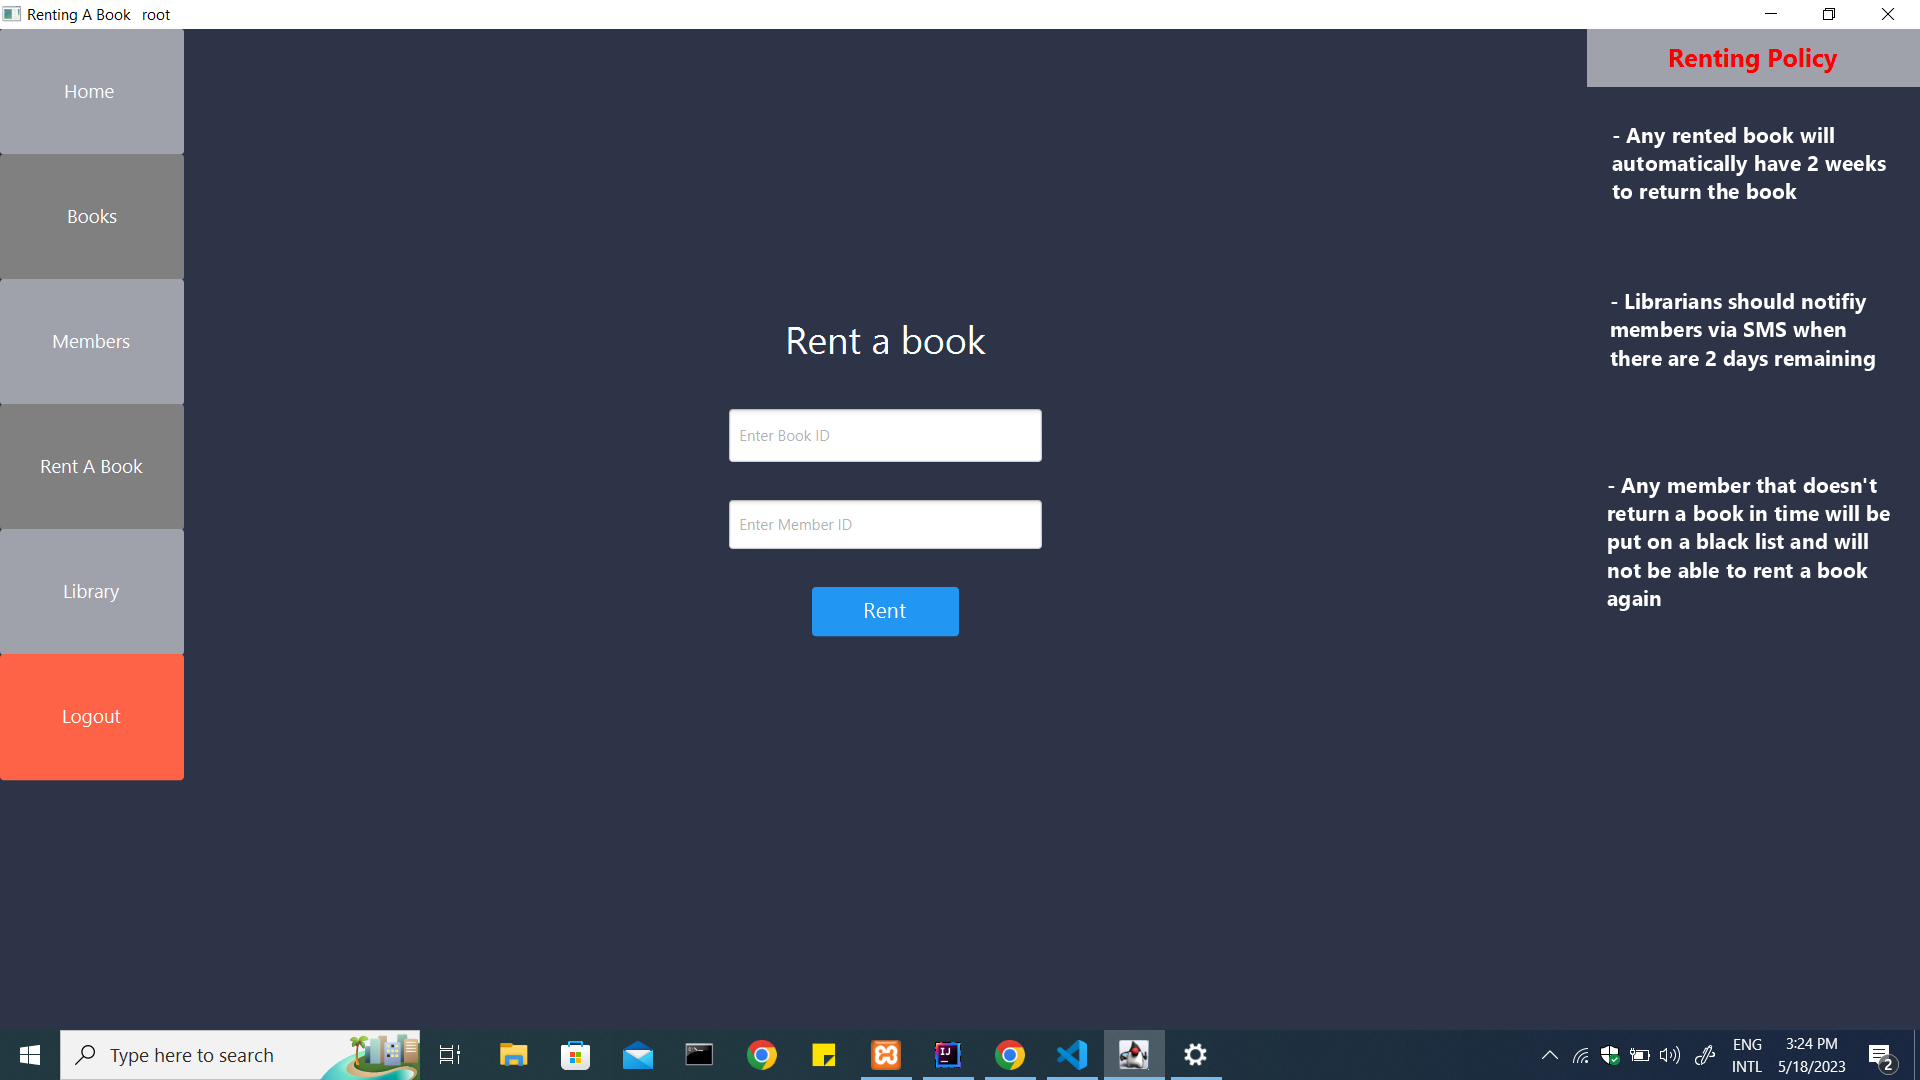 Renting A Book root
Home
Books
Members
Rent A Book
Library
Logout
Rent a book
Enter Book ID
Enter Member ID
Rent
Renting Policy
- Any rented book will
automatically have 2 weeks
to return the book
- Librarians should notifiy
members via SMS when
there are 2 days remaining
- Any member that doesn't
return a book in time will be
put on a black list and will
not be able to rent a book
again
Type here to search
ENG
INTL
3:24 PM
5/18/2023
2